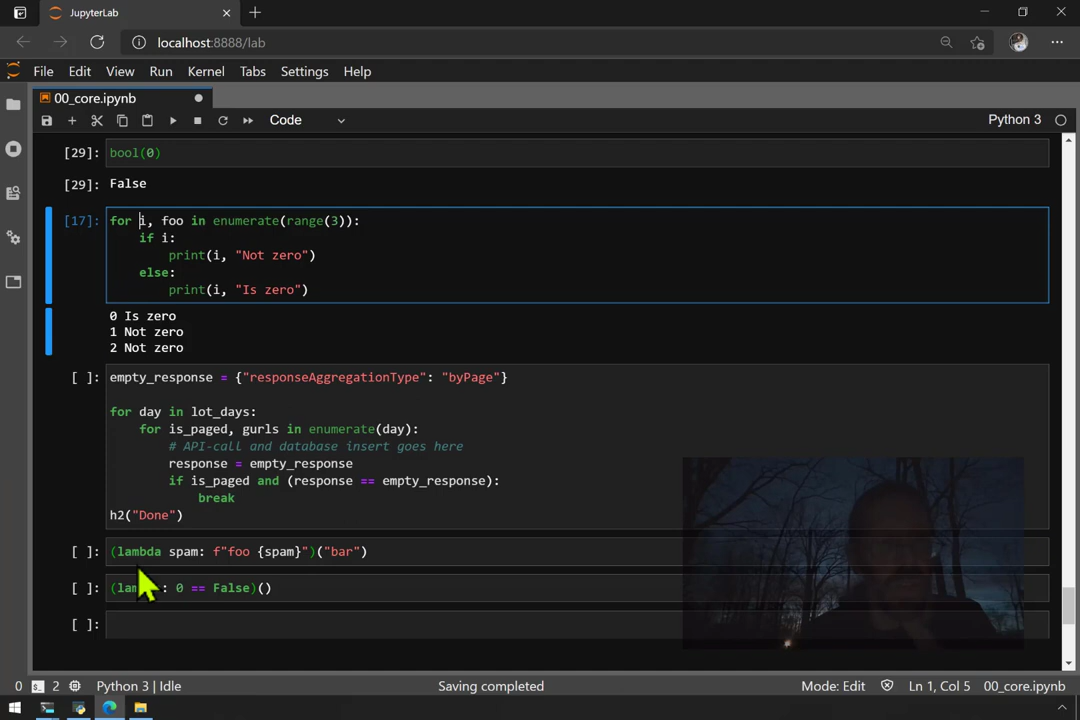 JupyterLab
localhost:8888/lab
File Edit View Run Kernel Tabs Settings Help
00_core.ipynb
Code
Python 3
[29]: bool(0)
[29]: False
[17]: for i, foo in enumerate(range(3)):
if i:
print(i, "Not zero")
else:
print(i, "Is zero")
0 Is zero
1 Not zero
2 Not zero
[ ]: empty_response = {"responseAggregationType": "byPage"}
for day in lot_days:
for is_paged, gurls in enumerate(day):
# API-call and database insert goes here
response = empty_response
if is_paged and (response == empty_response):
break
h2("Done")
[ ]: (lambda spam: f"foo {spam}")("bar")
[ ]: (lam : 0 == False)()
[ ]:
0 2 Python 3 | Idle Saving completed Mode: Edit Ln 1, Col 5 00_core.ipynb